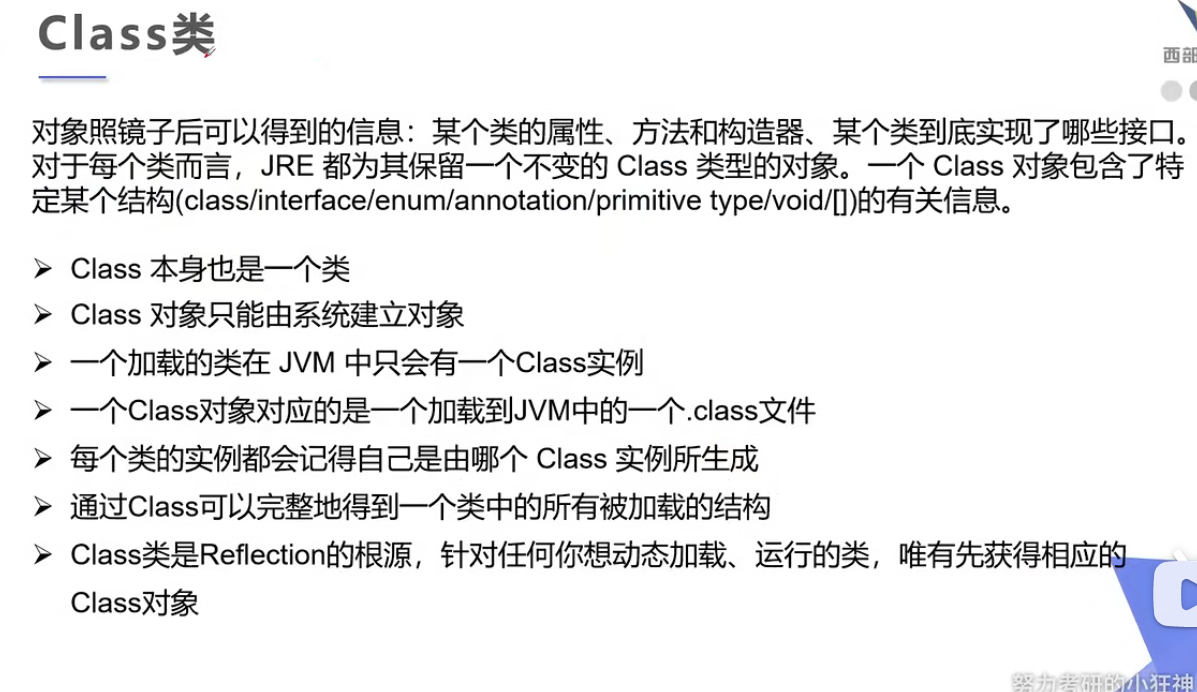 Class类
西部
对象照镜子后可以得到的信息：某个类的属性、方法和构造器、某个类到底实现了哪些接口。
对于每个类而言，JRE 都为其保留一个不变的 Class 类型的对象。一个 Class 对象包含了特
定某个结构(class/interface/enum/annotation/primitive type/void/[])的有关信息。
➢ Class 本身也是一个类
➢ Class 对象只能由系统建立对象
➢ 一个加载的类在 JVM 中只会有一个Class实例
➢ 一个Class对象对应的是一个加载到JVM中的一个.class文件
➢ 每个类的实例都会记得自己是由哪个 Class 实例所生成
➢ 通过Class可以完整地得到一个类中的所有被加载的结构
➢ Class类是Reflection的根源，针对任何你想动态加载、运行的类，唯有先获得相应的
Class对象
努力考研的小狂神